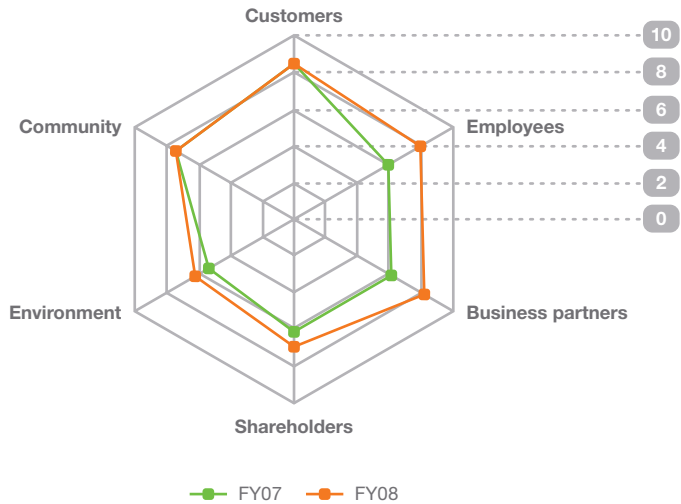 Customers
10
8
Community
Employees
6
4
2
0
Environment
Business partners
Shareholders
FY07
FY08